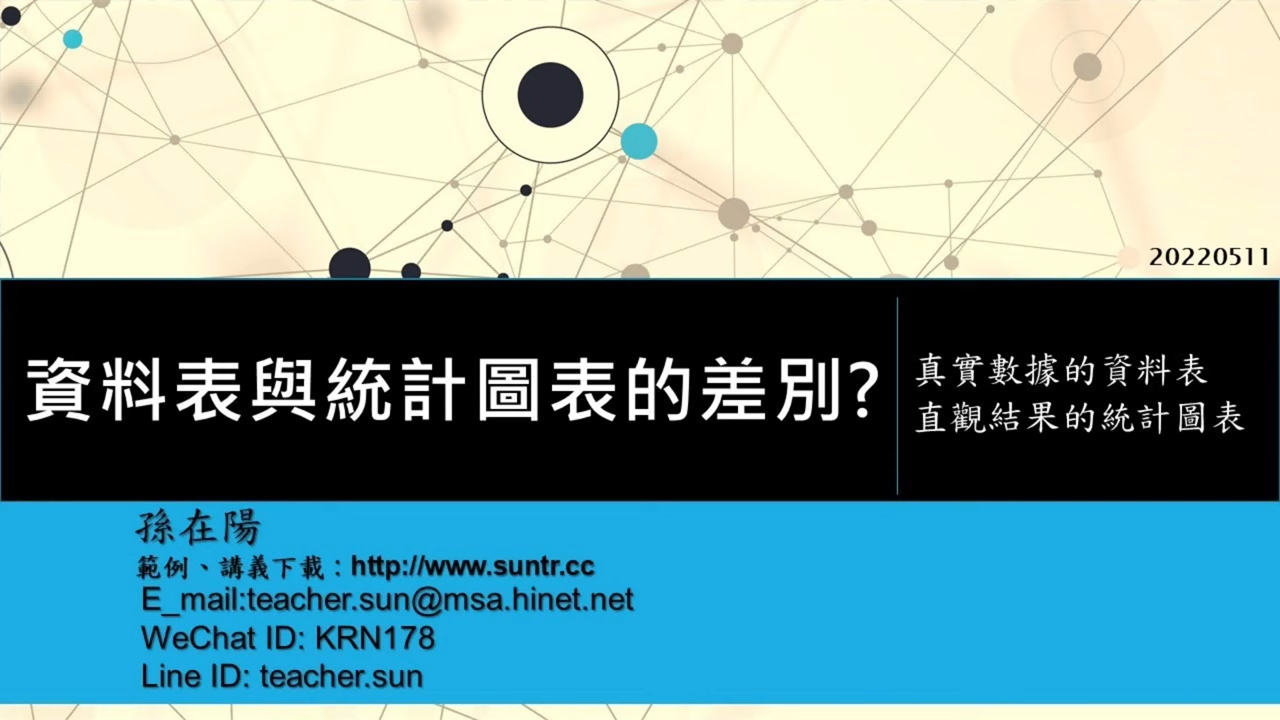 20220511
資料表與統計圖表的差別?
真實數據的資料表
直觀結果的統計圖表
孫在陽
範例、講義下載：http://www.suntr.cc
E_mail:teacher.sun@msa.hinet.net
WeChat ID: KRN178
Line ID: teacher.sun